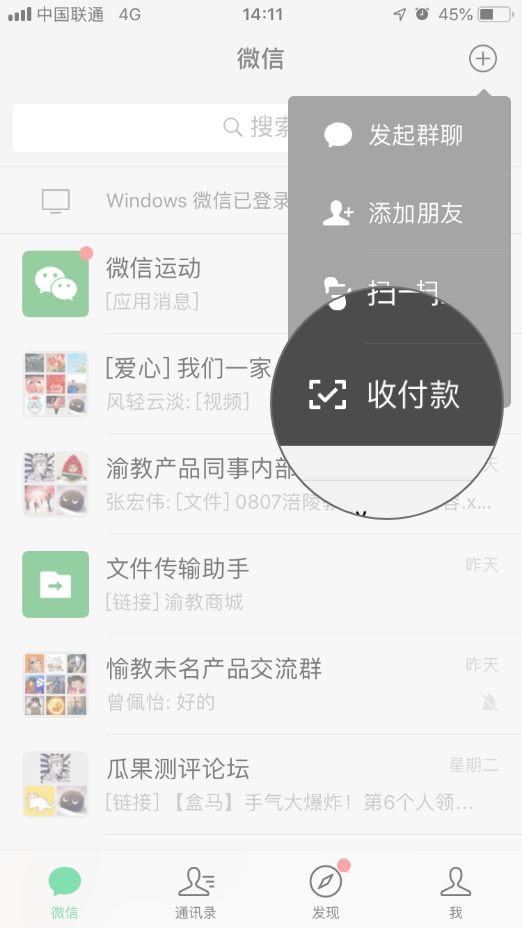 中国联通 4G 14:11 45%
微信
搜索
发起群聊
添加朋友
扫一扫
收付款
Windows 微信已登录
微信运动
[应用消息]
[爱心] 我们一家
风轻云淡: [视频]
渝教产品同事内部
天
张宏伟: [文件] 0807涪陵教
容.x...
文件传输助手
昨天
[链接] 渝教商城
愉教未名产品交流群
昨天
曾佩怡: 好的
瓜果测评论坛
星期二
[链接] 【盒马】手气大爆炸！第6个人领...
微信
通讯录
发现
我